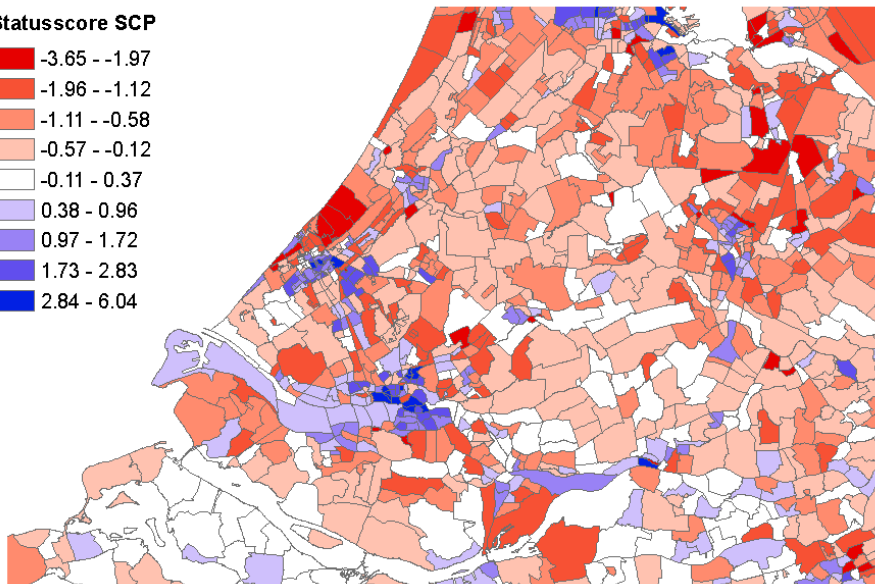 Statusscore SCP
-3.65 - -1.97
-1.96 - -1.12
-1.11 - -0.58
-0.57 - -0.12
-0.11 - 0.37
0.38 - 0.96
0.97 - 1.72
1.73 - 2.83
2.84 - 6.04